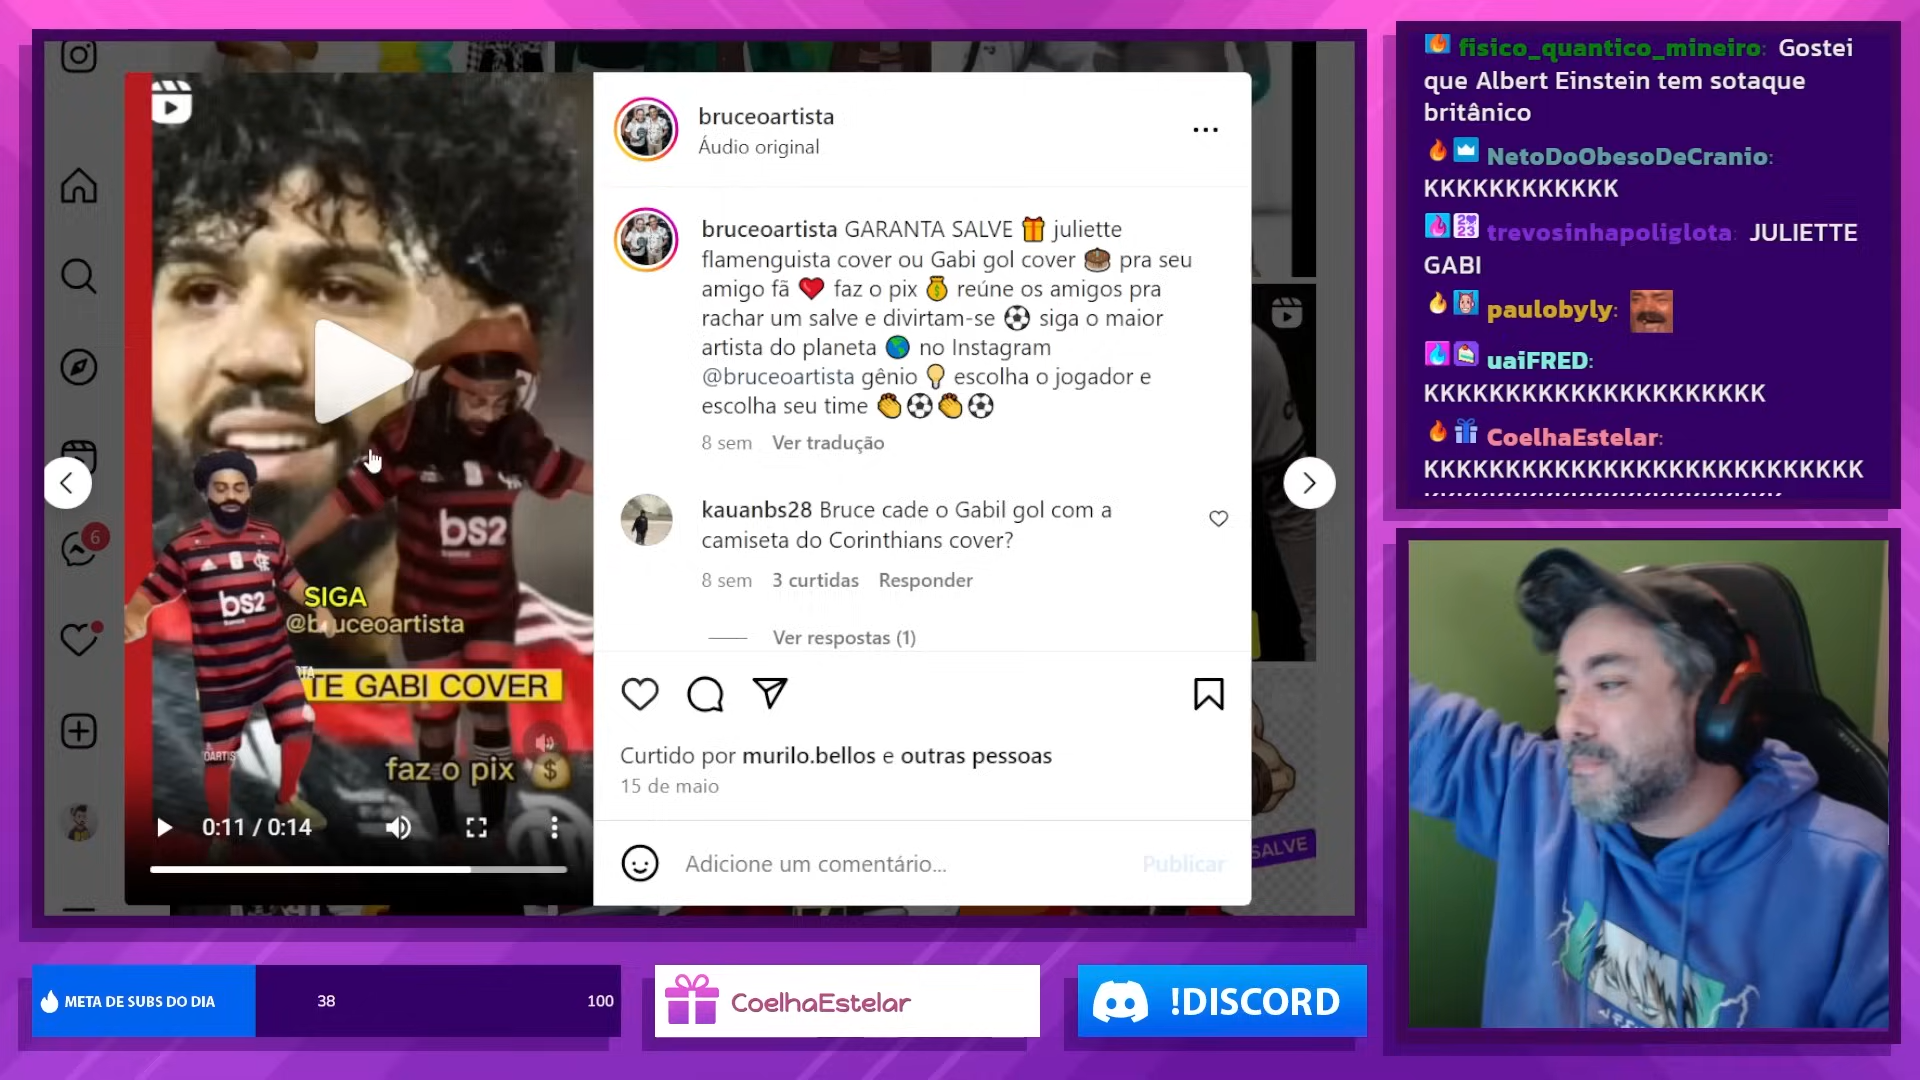 bruceoartista
Áudio original
bruceoartista GARANTA SALVE 🎁 juliette
flamenguista cover ou Gabi gol cover 🎂 pra seu
amigo fã ❤️ faz o pix 💰 reúne os amigos pra
rachar um salve e divirtam-se ⚽ siga o maior
artista do planeta 🌎 no Instagram
@bruceoartista gênio 💡 escolha o jogador e
escolha seu time 👏⚽👏⚽
8 sem Ver tradução
kauanbs28 Bruce cade o Gabil gol com a
camiseta do Corinthians cover?
8 sem 3 curtidas Responder
Ver respostas (1)
Curtido por murilo.bellos e outras pessoas
15 de maio
Adicione um comentário... Publicar
6
bs2
bs2
SIGA
@bruceoartista
TE GABI COVER
faz o pix
0:11 / 0:14
SALVE
fisico_quantico_mineiro: Gostei
que Albert Einstein tem sotaque
britânico
NetoDoObesoDeCranio:
KKKKKKKKKKKK
trevosinhapoliglota: JULIETTE
GABI
paulobyly:
uaiFRED:
KKKKKKKKKKKKKKKKKKKKK
CoelhaEstelar:
KKKKKKKKKKKKKKKKKKKKKKKKKKK
META DE SUBS DO DIA 38 100
CoelhaEstelar
!DISCORD